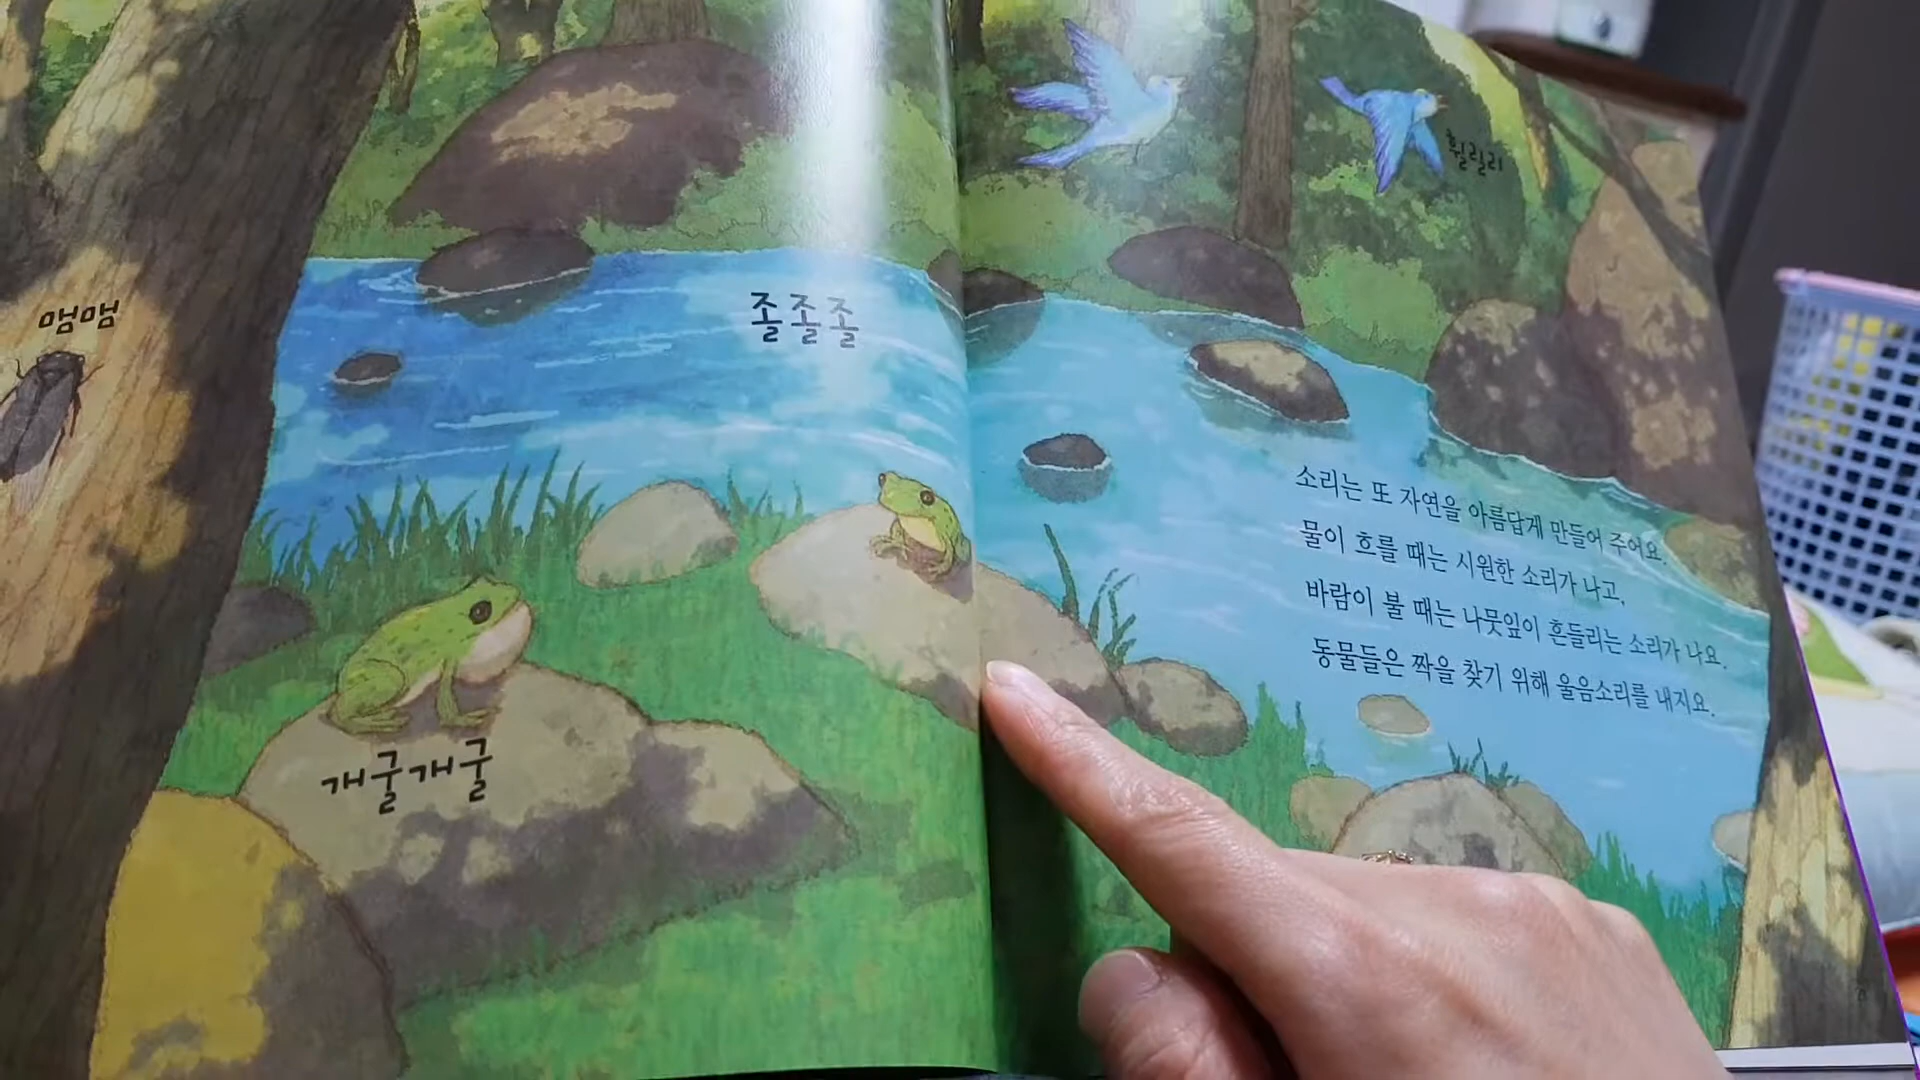 맴맴
졸졸졸
개굴개굴
휠릴리
소리는 또 자연을 아름답게 만들어 주어요.
물이 흐를 때는 시원한 소리가 나고,
바람이 불 때는 나뭇잎이 흔들리는 소리가 나요.
동물들은 짝을 찾기 위해 울음소리를 내지요.